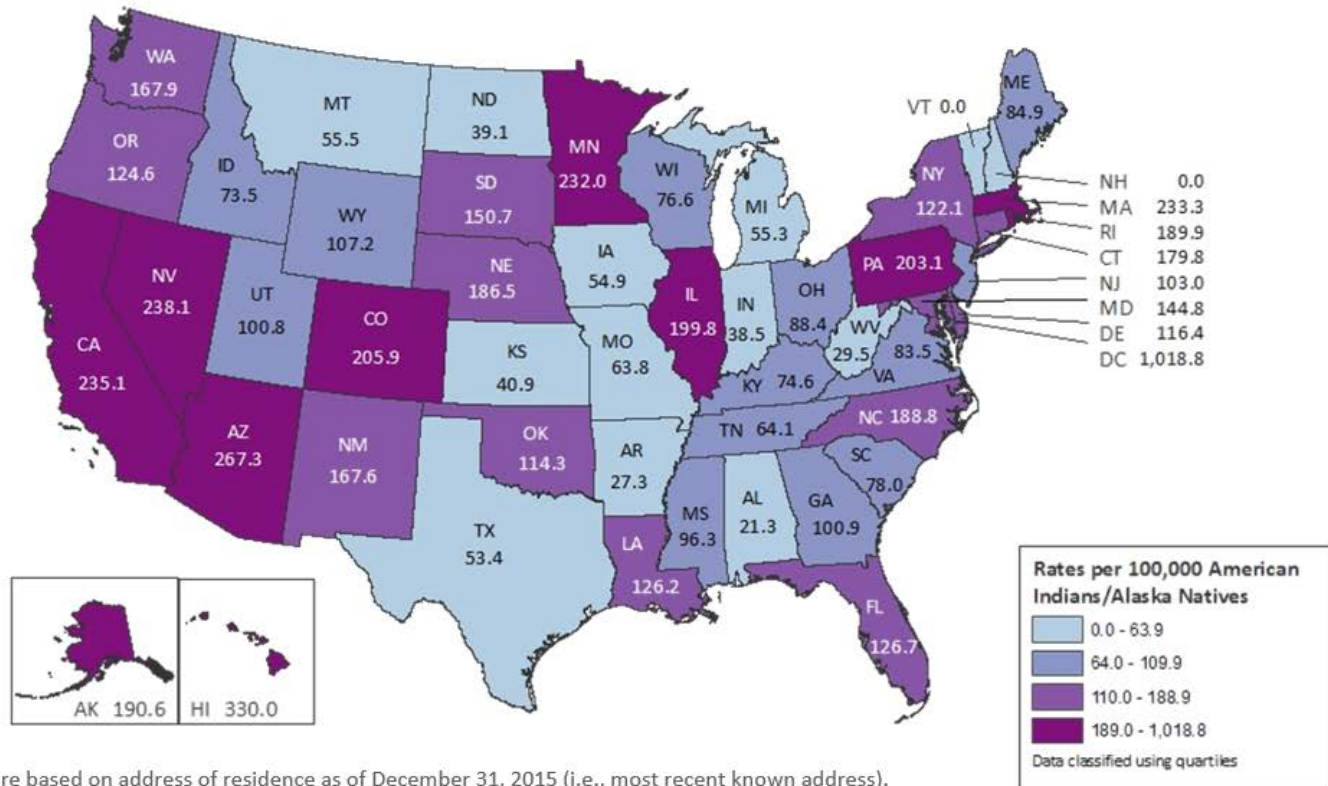 WA
167.9
OR
124.6
ID
73.5
MT
55.5
ND
39.1
MN
232.0
WI
76.6
MI
55.3
VT 0.0
ME
84.9
NY
122.1
NH 0.0
MA 233.3
RI 189.9
CT 179.8
NJ 103.0
MD 144.8
DE 116.4
DC 1,018.8
SD
150.7
WY
107.2
NE
186.5
IA
54.9
PA 203.1
NV
238.1
UT
100.8
CO
205.9
CA
235.1
KS
40.9
MO
63.8
IL
199.8
IN
38.5
OH
88.4
WV
29.5
83.5
VA
KY 74.6
AZ
267.3
NM
167.6
OK
114.3
AR
27.3
TN 64.1
NC 188.8
SC
78.0
MS
96.3
AL
21.3
GA
100.9
TX
53.4
LA
126.2
FL
126.7
AK 190.6
HI 330.0
Rates per 100,000 American
Indians/Alaska Natives
0.0 - 63.9
64.0 - 109.9
110.0 - 188.9
189.0 - 1,018.8
Data classified using quartiles
re based on address of residence as of December 31, 2015 (i.e., most recent known address).